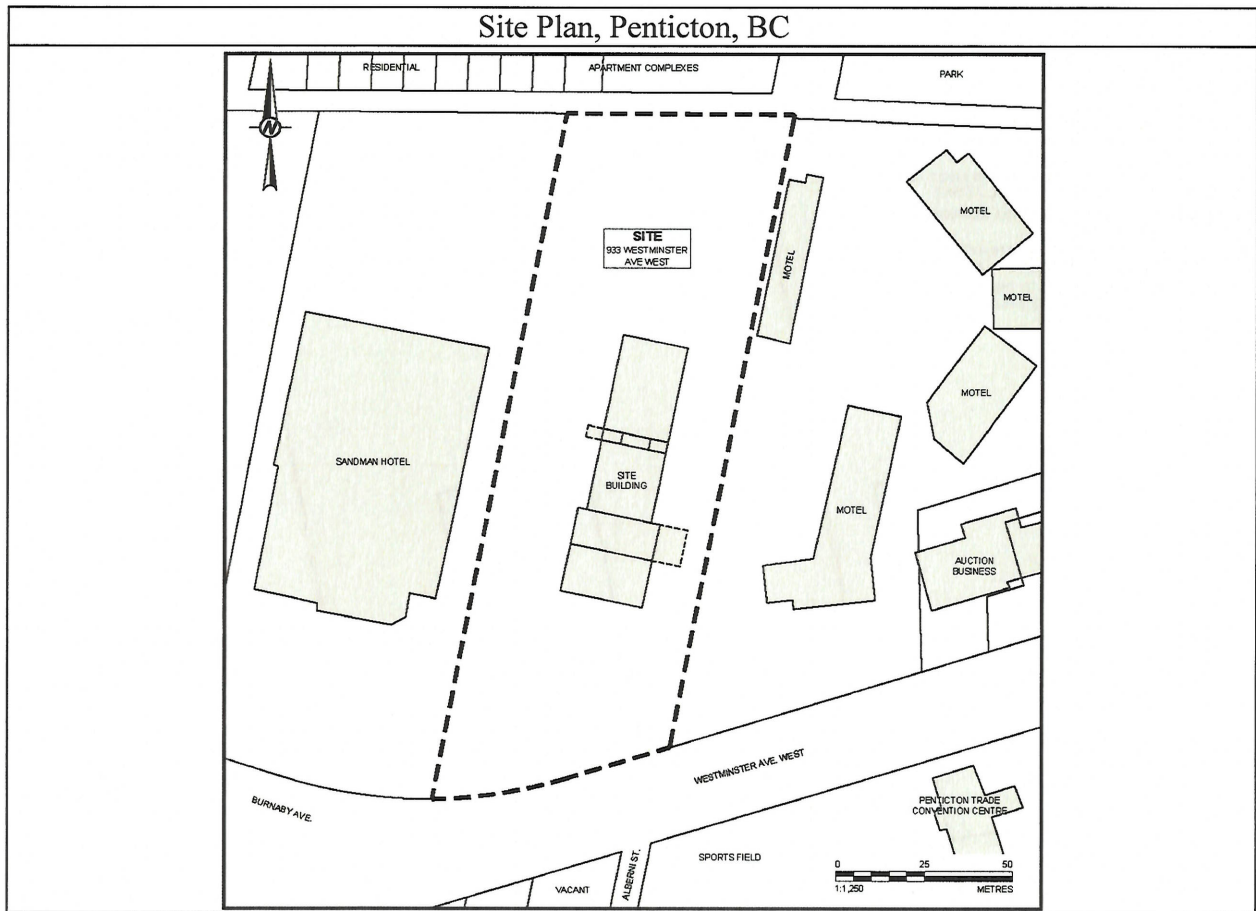 Site Plan, Penticton, BC
RESIDENTIAL
APARTMENT COMPLEXES
PARK
N
SITE
933 WESTMINSTER
AVE WEST
MOTEL
MOTEL
MOTEL
MOTEL
SANDMAN HOTEL
SITE
BUILDING
MOTEL
AUCTION
BUSINESS
WESTMINSTER AVE. WEST
BURNABY AVE.
PENTICTON TRADE
CONVENTION CENTRE
ALBERNI ST.
SPORTS FIELD
VACANT
0 25 50
1:1,250 METRES